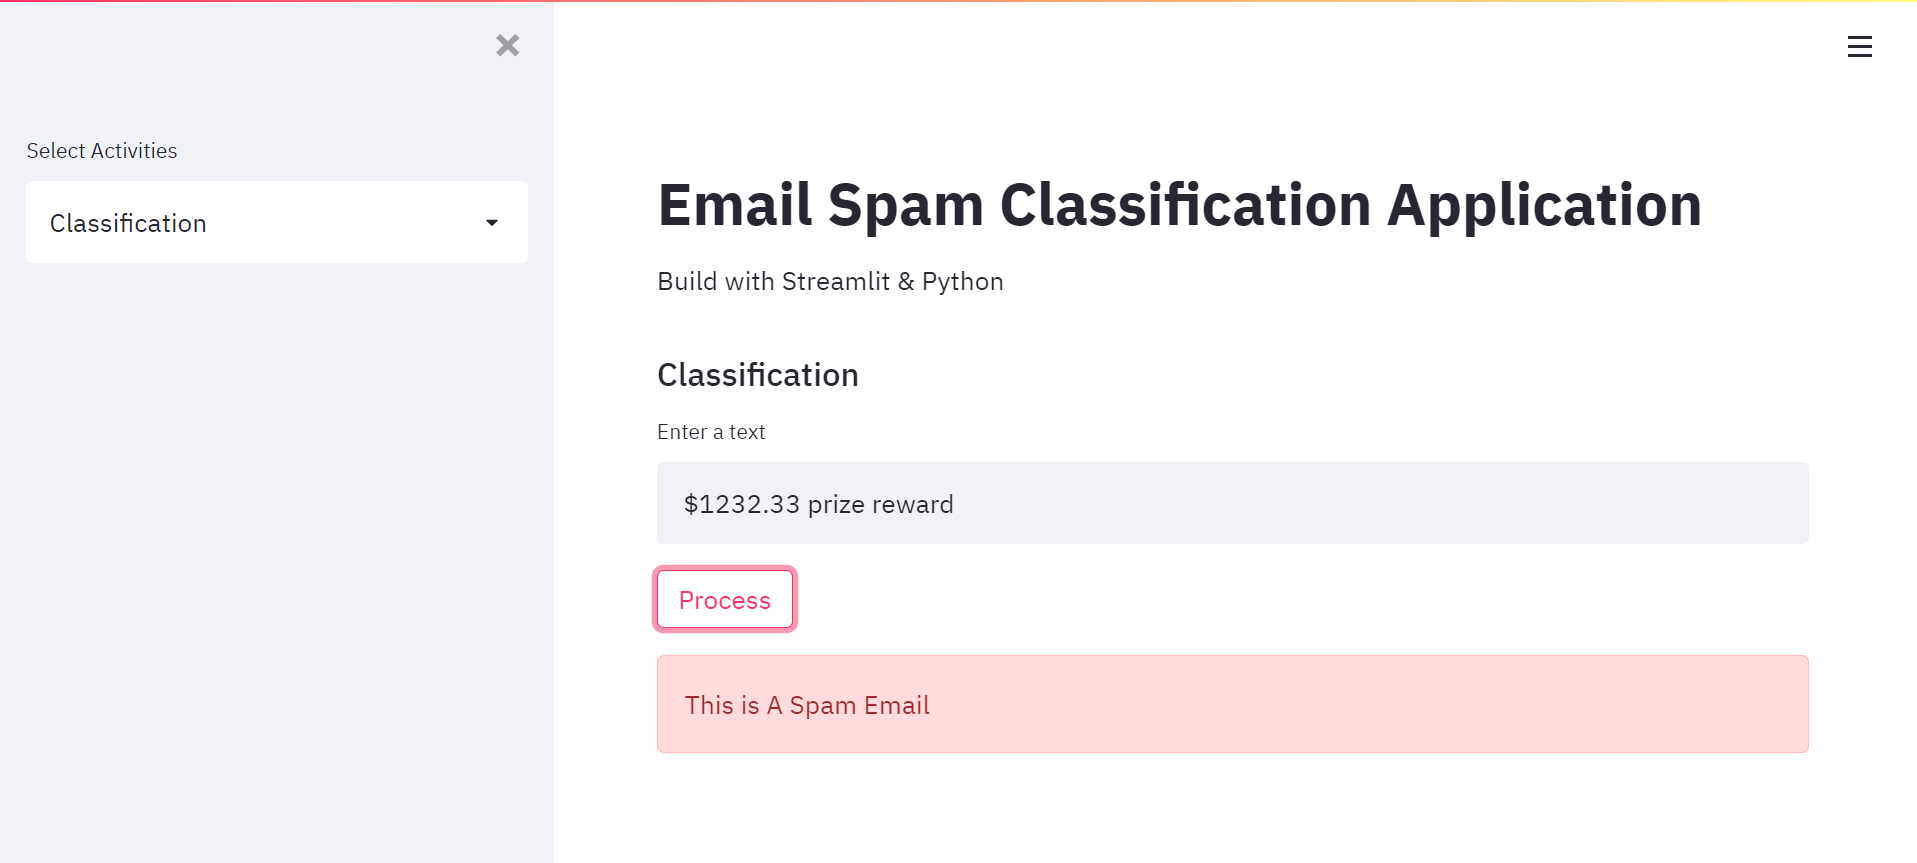 Select Activities
Classification
Email Spam Classification Application
Build with Streamlit & Python
Classification
Enter a text
$1232.33 prize reward
Process
This is A Spam Email